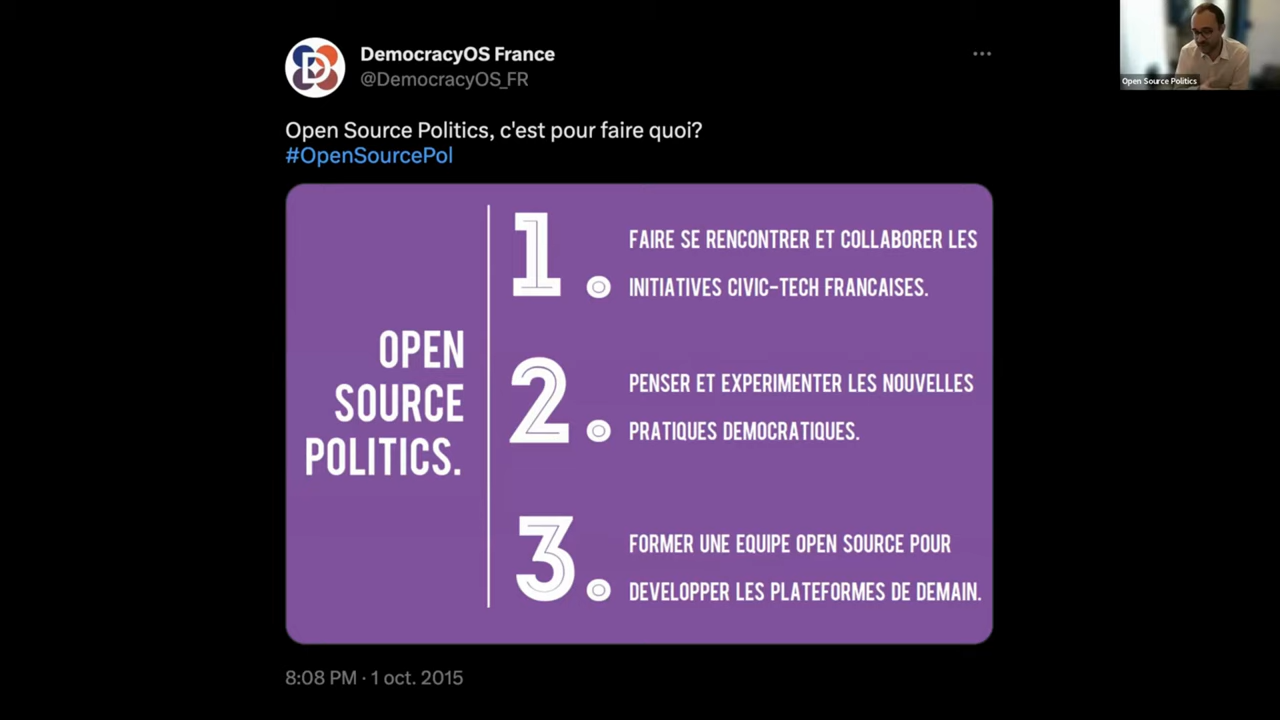 DemocracyOS France
@DemocracyOS_FR
Open Source Politics, c'est pour faire quoi?
#OpenSourcePol
OPEN
SOURCE
POLITICS.
1.
FAIRE SE RENCONTRER ET COLLABORER LES
INITIATIVES CIVIC-TECH FRANCAISES.
2.
PENSER ET EXPERIMENTER LES NOUVELLES
PRATIQUES DEMOCRATIQUES.
3.
FORMER UNE EQUIPE OPEN SOURCE POUR
DEVELOPPER LES PLATEFORMES DE DEMAIN.
8:08 PM · 1 oct. 2015
Open Source Politics